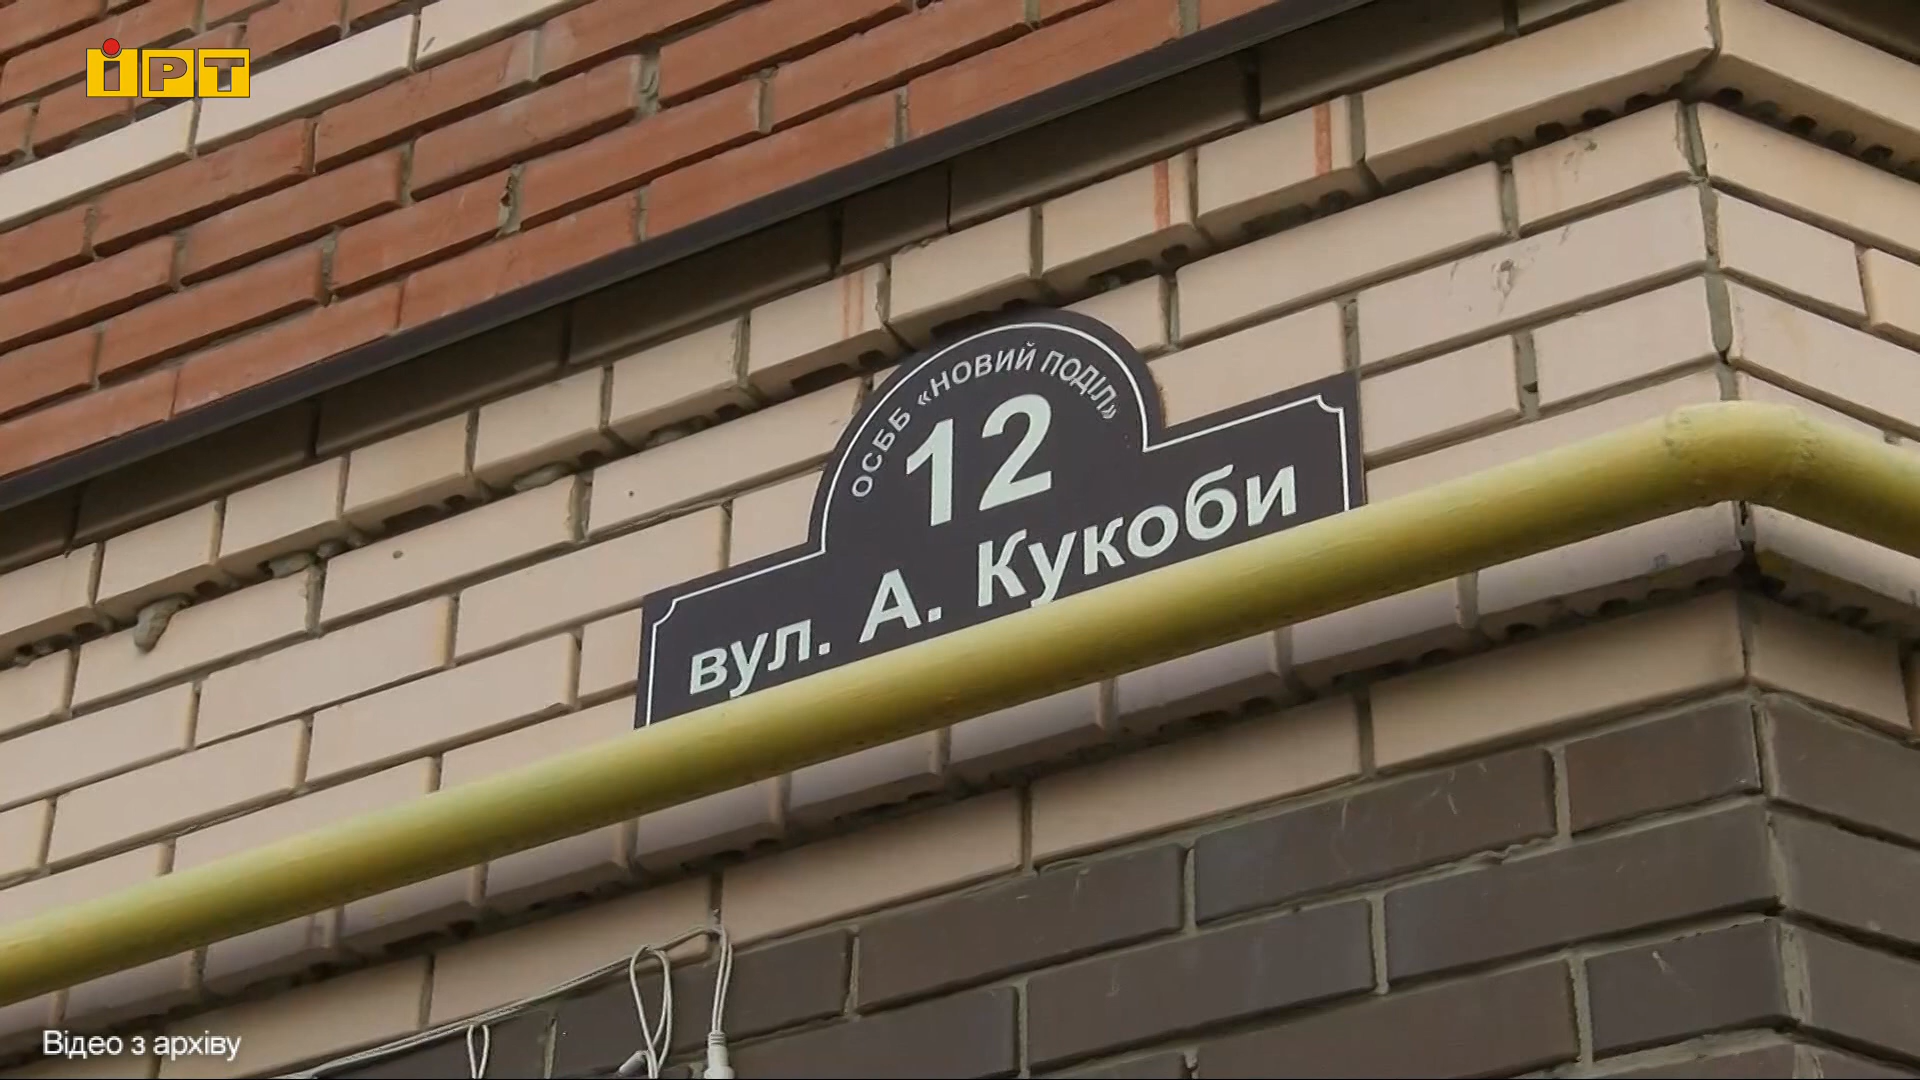 іРТ
ОСББ «НОВИЙ ПОДІЛ»
12
вул. А. Кукоби
Відео з архіву